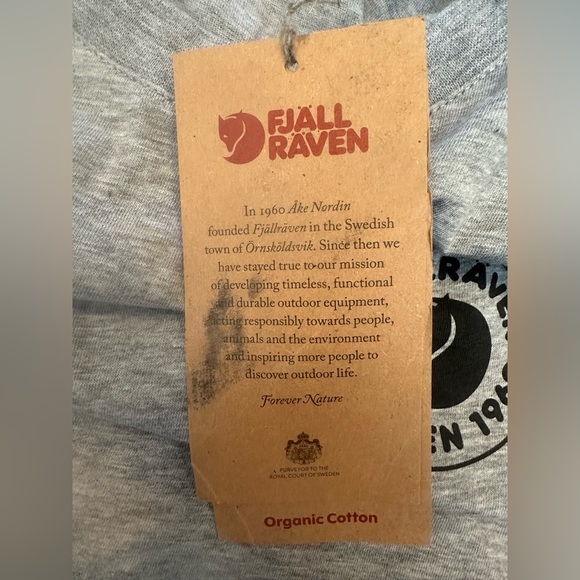 FJÄLL
RÄVEN
In 1960 Åke Nordin
founded Fjällräven in the Swedish
town of Örnsköldsvik. Since then we
have stayed true to our mission
of developing timeless, functional
and durable outdoor equipment,
acting responsibly towards people,
animals and the environment
and inspiring more people to
discover outdoor life.
Forever Nature
PURVEYOR TO THE
ROYAL COURT OF SWEDEN
Organic Cotton